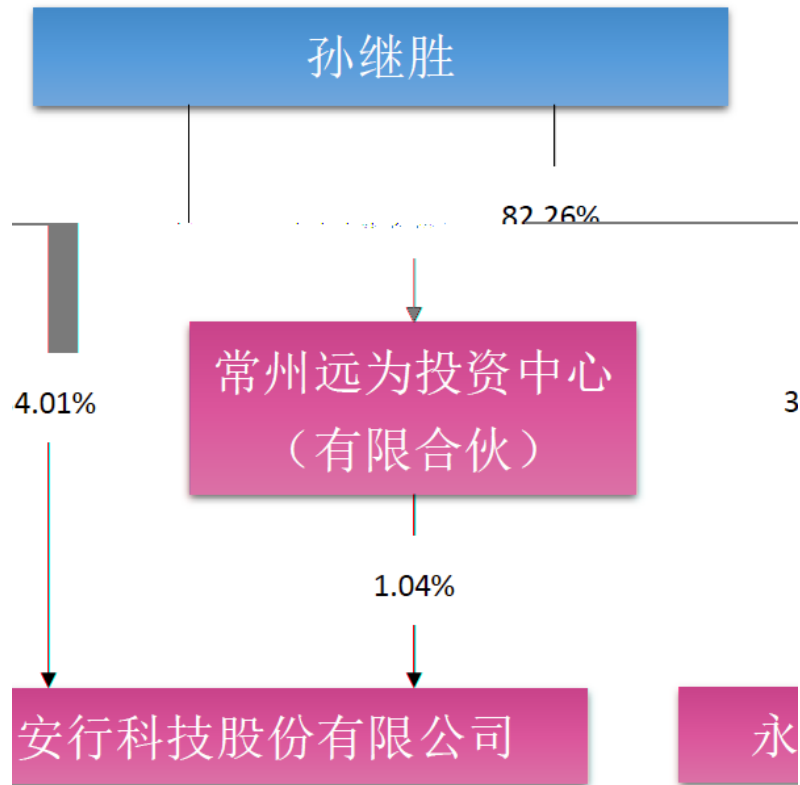 孙继胜
82.26%
常州远为投资中心
（有限合伙）
4.01%
3
1.04%
安行科技股份有限公司
永